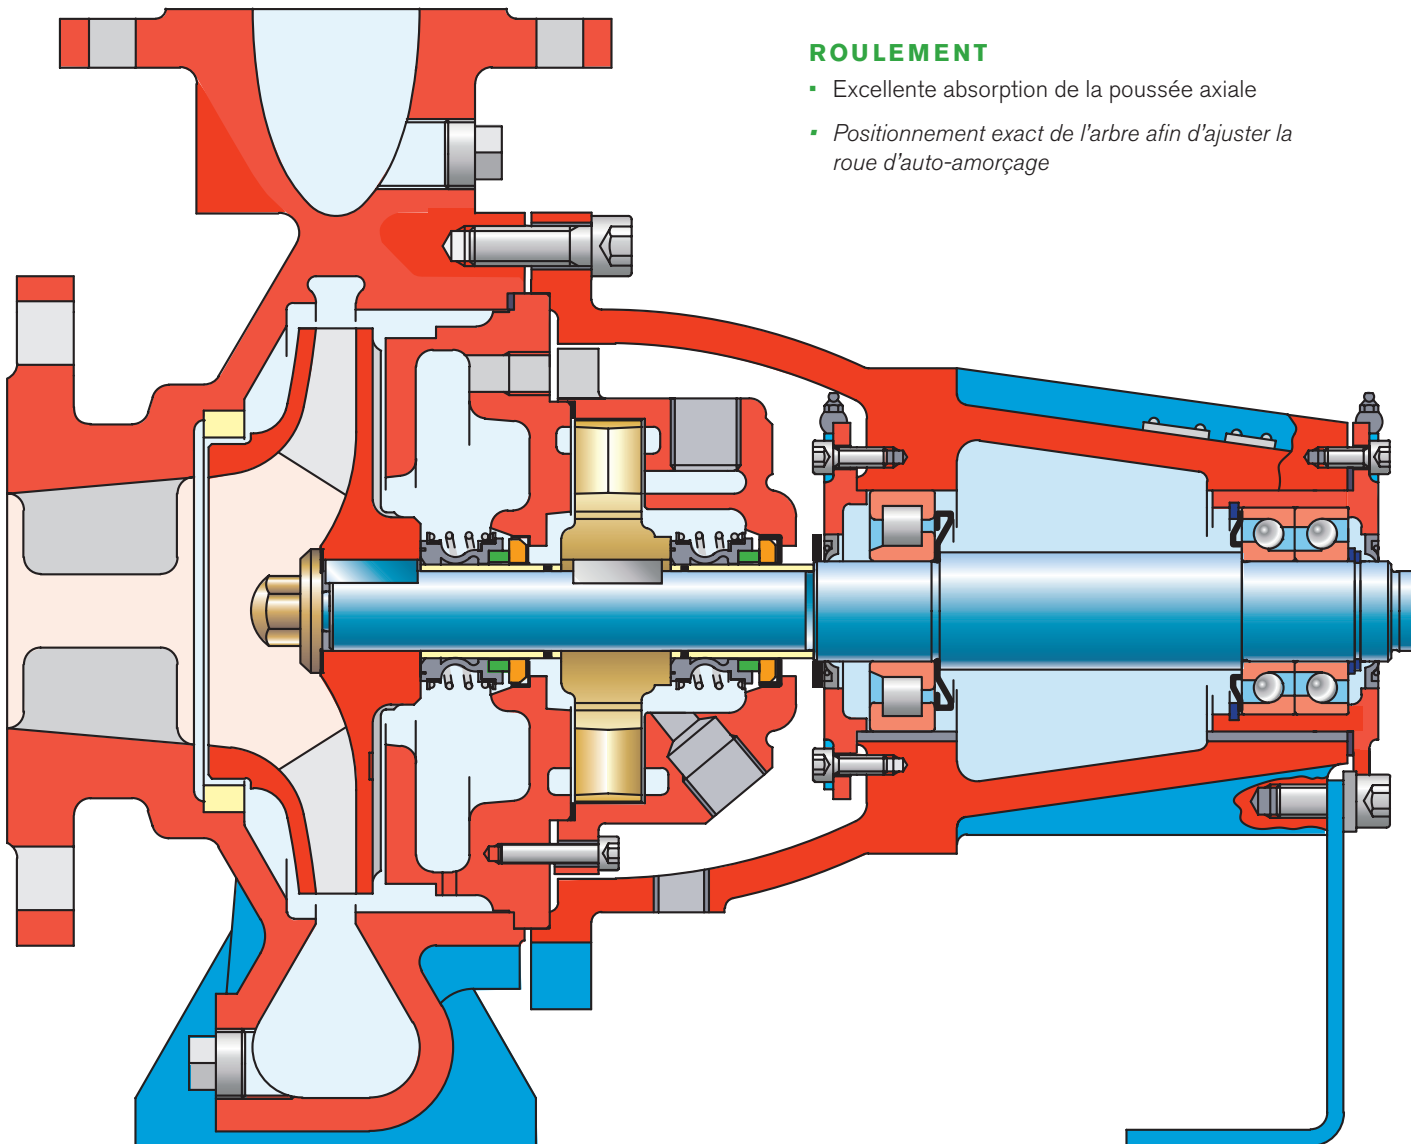 ROULEMENT
▪ Excellente absorption de la poussée axiale
▪ Positionnement exact de l’arbre afin d’ajuster la
roue d’auto-amorçage